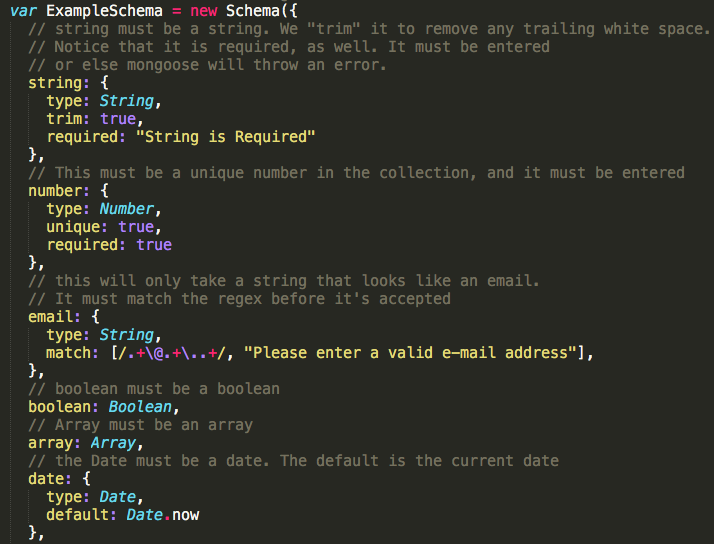 var ExampleSchema = new Schema({
  // string must be a string. We "trim" it to remove any trailing white space.
  // Notice that it is required, as well. It must be entered
  // or else mongoose will throw an error.
  string: {
    type: String,
    trim: true,
    required: "String is Required"
  },
  // This must be a unique number in the collection, and it must be entered
  number: {
    type: Number,
    unique: true,
    required: true
  },
  // this will only take a string that looks like an email.
  // It must match the regex before it's accepted
  email: {
    type: String,
    match: [/.+\@.+\..+/, "Please enter a valid e-mail address"],
  },
  // boolean must be a boolean
  boolean: Boolean,
  // Array must be an array
  array: Array,
  // the Date must be a date. The default is the current date
  date: {
    type: Date,
    default: Date.now
  },